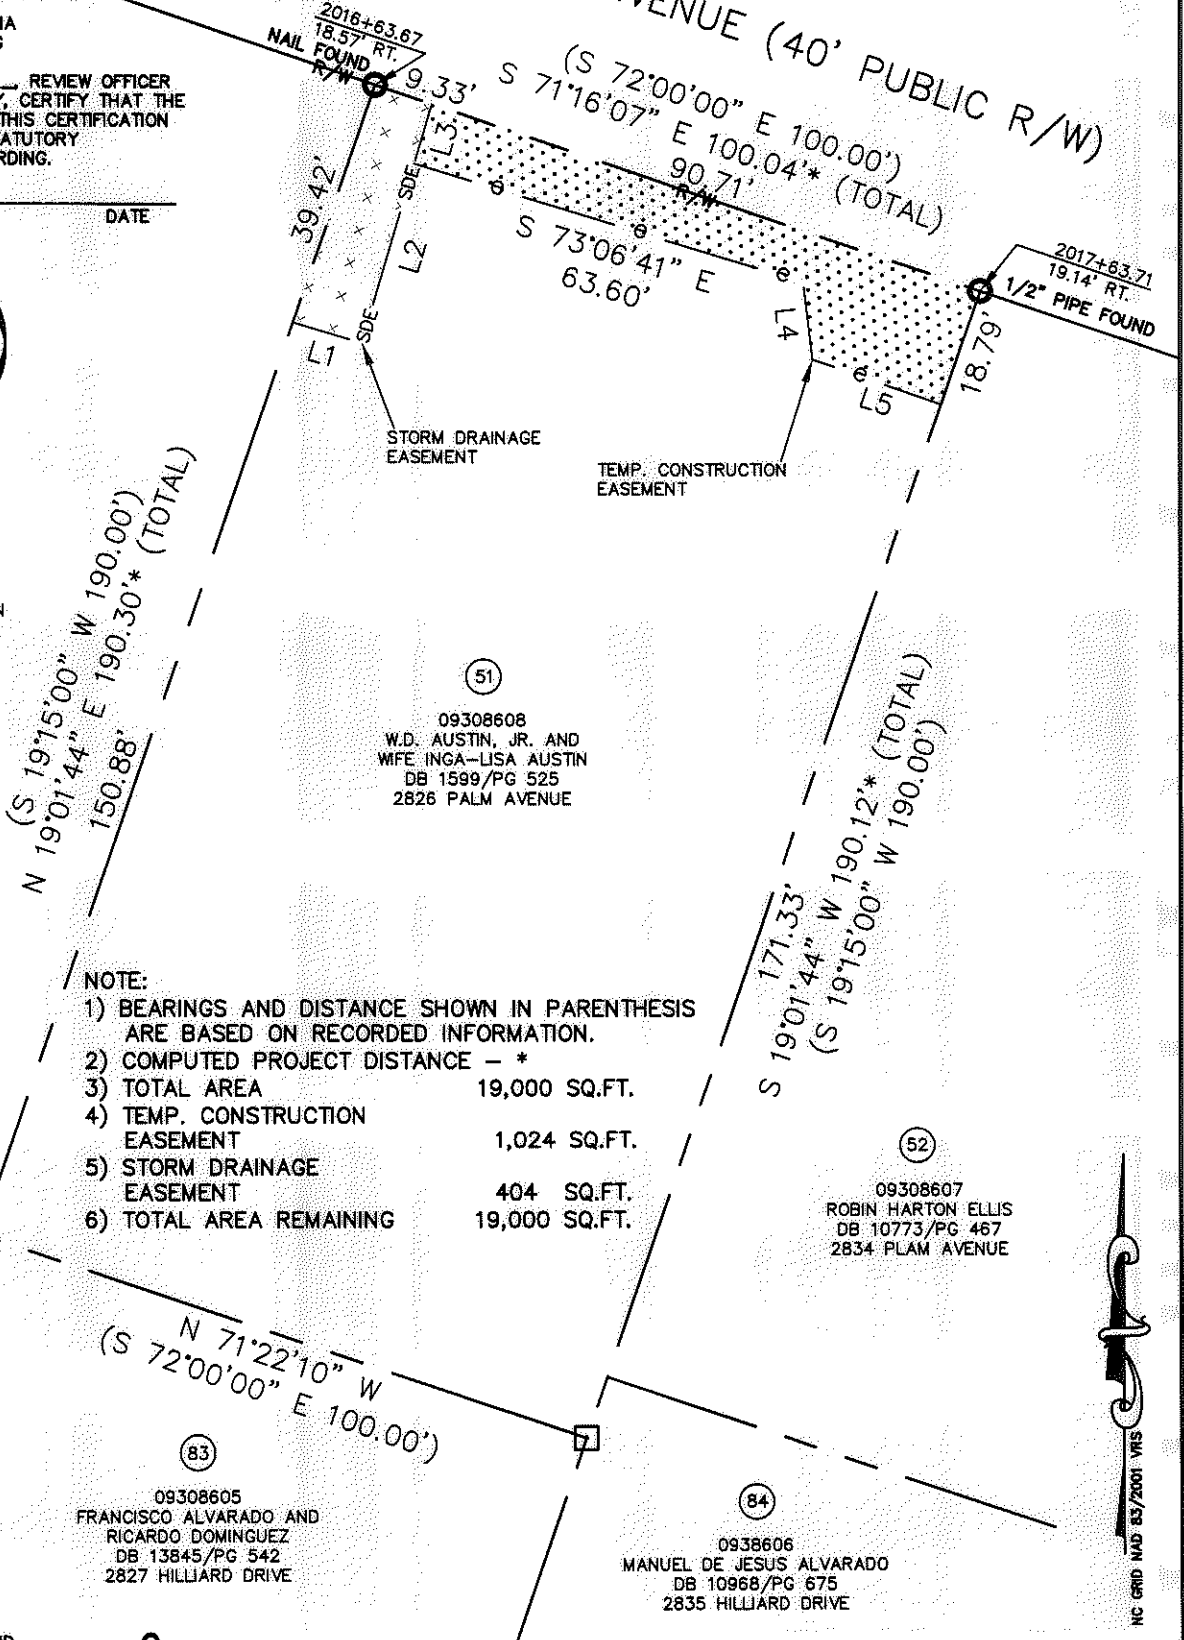 VENUE (40' PUBLIC R/W)
2016+63.67
18.57' RT.
NAIL FOUND
R/W
REVIEW OFFICER
, CERTIFY THAT THE
THIS CERTIFICATION
DATE
9.33'
(S 72°00'00" E 100.00')
S 71°16'07" E 100.04'* (TOTAL)
90.71'
R/W
L3
SDE
39.42'
L2
S 73°06'41" E
63.60'
e
e
e
2017+63.71
19.14' RT.
1/2" PIPE FOUND
SDE
L1
L4
e
L5
18.79'
STORM DRAINAGE
EASEMENT
TEMP. CONSTRUCTION
EASEMENT
(S 19°15'00" W 190.00')
N 19°01'44" E 190.30'* (TOTAL)
150.88'
51
09308608
W.D. AUSTIN, JR. AND
WIFE INGA-LISA AUSTIN
DB 1599/PG 525
2826 PALM AVENUE
171.33'
S 19°01'44" W 190.12'* (TOTAL)
(S 19°15'00" W 190.00')
NOTE:
1) BEARINGS AND DISTANCE SHOWN IN PARENTHESIS
ARE BASED ON RECORDED INFORMATION.
2) COMPUTED PROJECT DISTANCE - *
3) TOTAL AREA 19,000 SQ.FT.
4) TEMP. CONSTRUCTION
EASEMENT 1,024 SQ.FT.
5) STORM DRAINAGE
EASEMENT 404 SQ.FT.
6) TOTAL AREA REMAINING 19,000 SQ.FT.
52
09308607
ROBIN HARTON ELLIS
DB 10773/PG 467
2834 PLAM AVENUE
N 71°22'10" W
(S 72°00'00" E 100.00')
83
09308605
FRANCISCO ALVARADO AND
RICARDO DOMINGUEZ
DB 13845/PG 542
2827 HILLIARD DRIVE
84
0938606
MANUEL DE JESUS ALVARADO
DB 10968/PG 675
2835 HILLIARD DRIVE
NC GRID NAD 83/2001 VRS